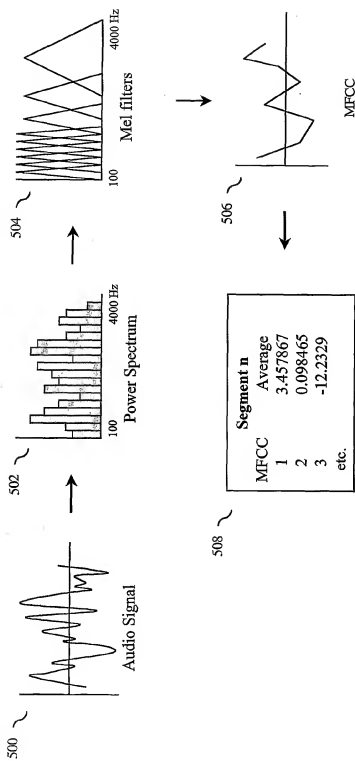 500
Audio Signal
502
100
4000 Hz
Power Spectrum
504
100
4000 Hz
Mel filters
506
MFCC
508
Segment n
MFCC Average
1 3.457867
2 0.098465
3 -12.2329
etc.